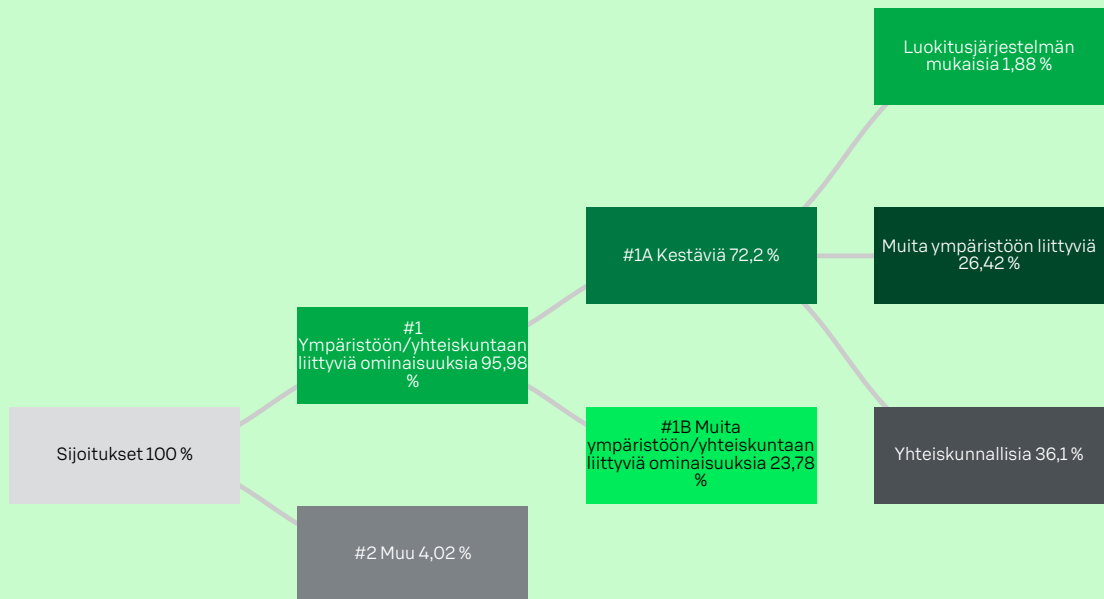 Luokitusjärjestelmän
mukaisia 1,88 %
#1A Kestäviä 72,2 %
Muita ympäristöön liittyviä
26,42 %
#1
Ympäristöön/yhteiskuntaan
liittyviä ominaisuuksia 95,98
%
Sijoitukset 100 %
#1B Muita
ympäristöön/yhteiskuntaan
liittyviä ominaisuuksia 23,78
%
Yhteiskunnallisia 36,1 %
#2 Muu 4,02 %